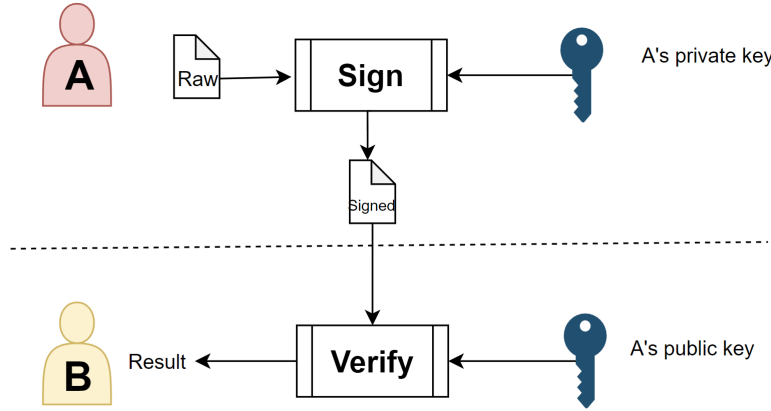 A
Raw
Sign
A's private key
Signed
B
Result
Verify
A's public key